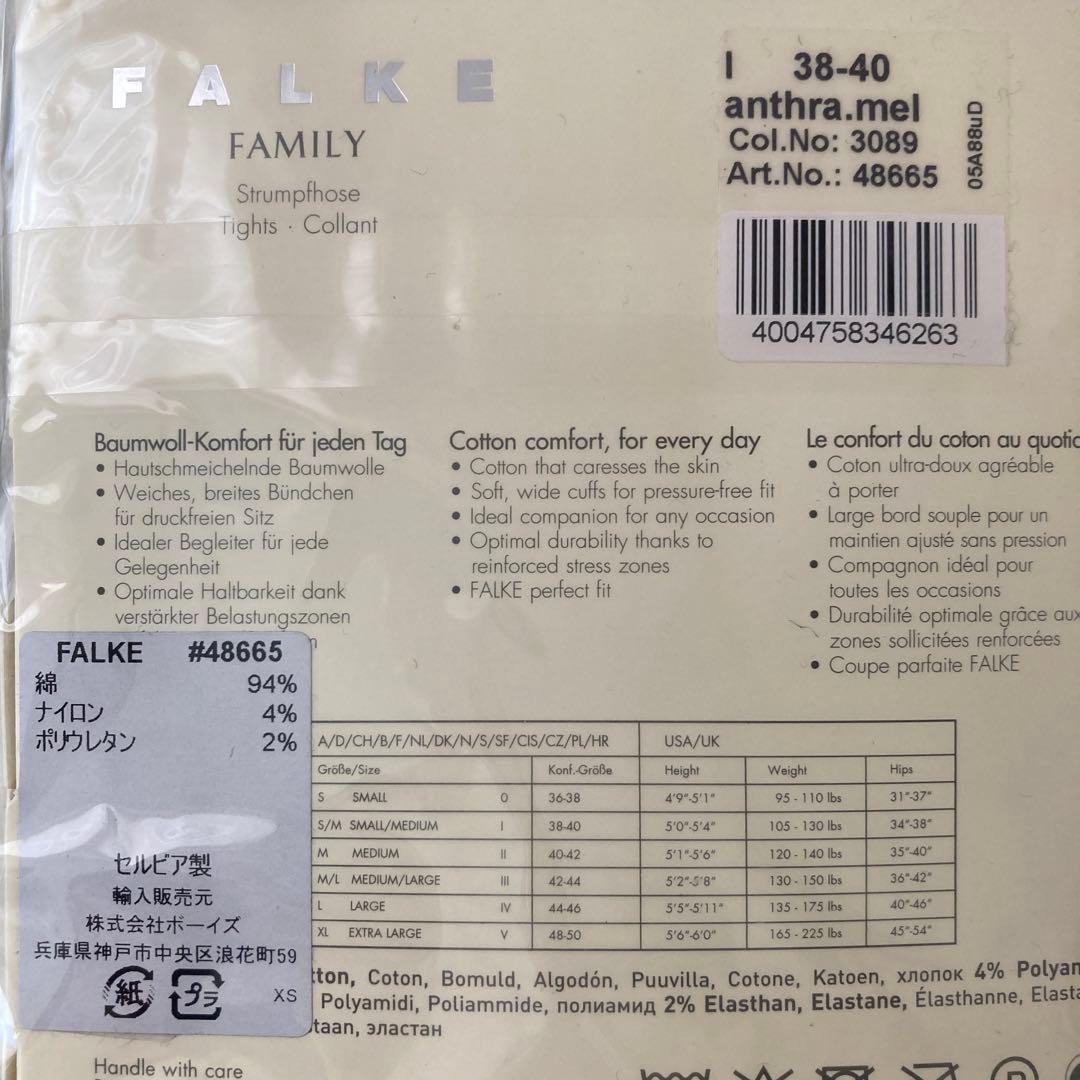 FALKE
FAMILY
Strumpfhose
Tights · Collant
I 38-40
anthra.mel
Col.No: 3089
Art.No.: 48665
05A88uD
4004758346263
Baumwoll-Komfort für jeden Tag
• Hautschmeichelnde Baumwolle
• Weiches, breites Bündchen
für druckfreien Sitz
• Idealer Begleiter für jede
Gelegenheit
• Optimale Haltbarkeit dank
verstärkter Belastungszonen
Cotton comfort, for every day
• Cotton that caresses the skin
• Soft, wide cuffs for pressure-free fit
• Ideal companion for any occasion
• Optimal durability thanks to
reinforced stress zones
• FALKE perfect fit
Le confort du coton au quotid
• Coton ultra-doux agréable
à porter
• Large bord souple pour un
maintien ajusté sans pression
• Compagnon idéal pour
toutes les occasions
• Durabilité optimale grâce aux
zones sollicitées renforcées
• Coupe parfaite FALKE
FALKE #48665
綿 94%
ナイロン 4%
ポリウレタン 2%
セルビア製
輸入販売元
株式会社ボーイズ
兵庫県神戸市中央区浪花町59
紙 プラ XS
A/D/CH/B/F/NL/DK/N/S/SF/CIS/CZ/PL/HR USA/UK
Größe/Size Konf.-Größe Height Weight Hips
S SMALL 0 36-38 4'9"-5'1" 95 - 110 lbs 31"-37"
S/M SMALL/MEDIUM I 38-40 5'0"-5'4" 105 - 130 lbs 34"-38"
M MEDIUM II 40-42 5'1"-5'6" 120 - 140 lbs 35"-40"
M/L MEDIUM/LARGE III 42-44 5'2"-5'8" 130 - 150 lbs 36"-42"
L LARGE IV 44-46 5'5"-5'11" 135 - 175 lbs 40"-46"
XL EXTRA LARGE V 48-50 5'6"-6'0" 165 - 225 lbs 45"-54"
tton, Coton, Bomuld, Algodón, Puuvilla, Cotone, Katoen, хлопок 4% Polyam
Polyamidi, Poliammide, полиамид 2% Elasthan, Elastane, Élasthanne, Elasta
taan, эластан
Handle with care